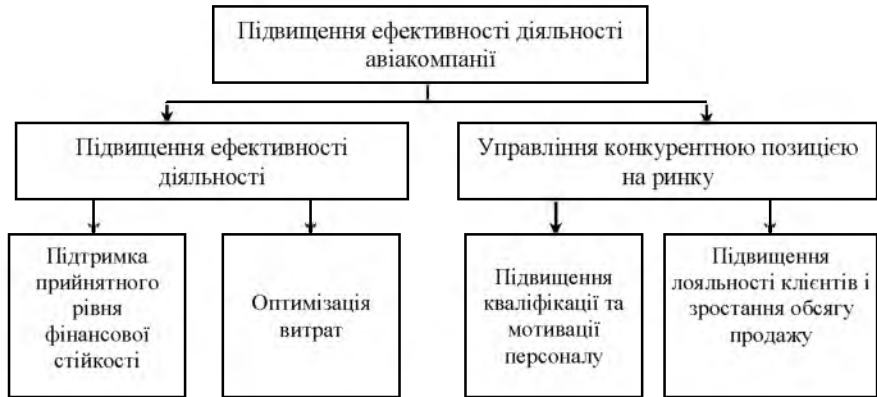 Підвищення ефективності діяльності
авіакомпанії
Підвищення ефективності
діяльності
Управління конкурентною позицією
на ринку
Підтримка
прийнятного
рівня
фінансової
стійкості
Оптимізація
витрат
Підвищення
кваліфікації та
мотивації
персоналу
Підвищення
лояльності клієнтів і
зростання обсягу
продажу